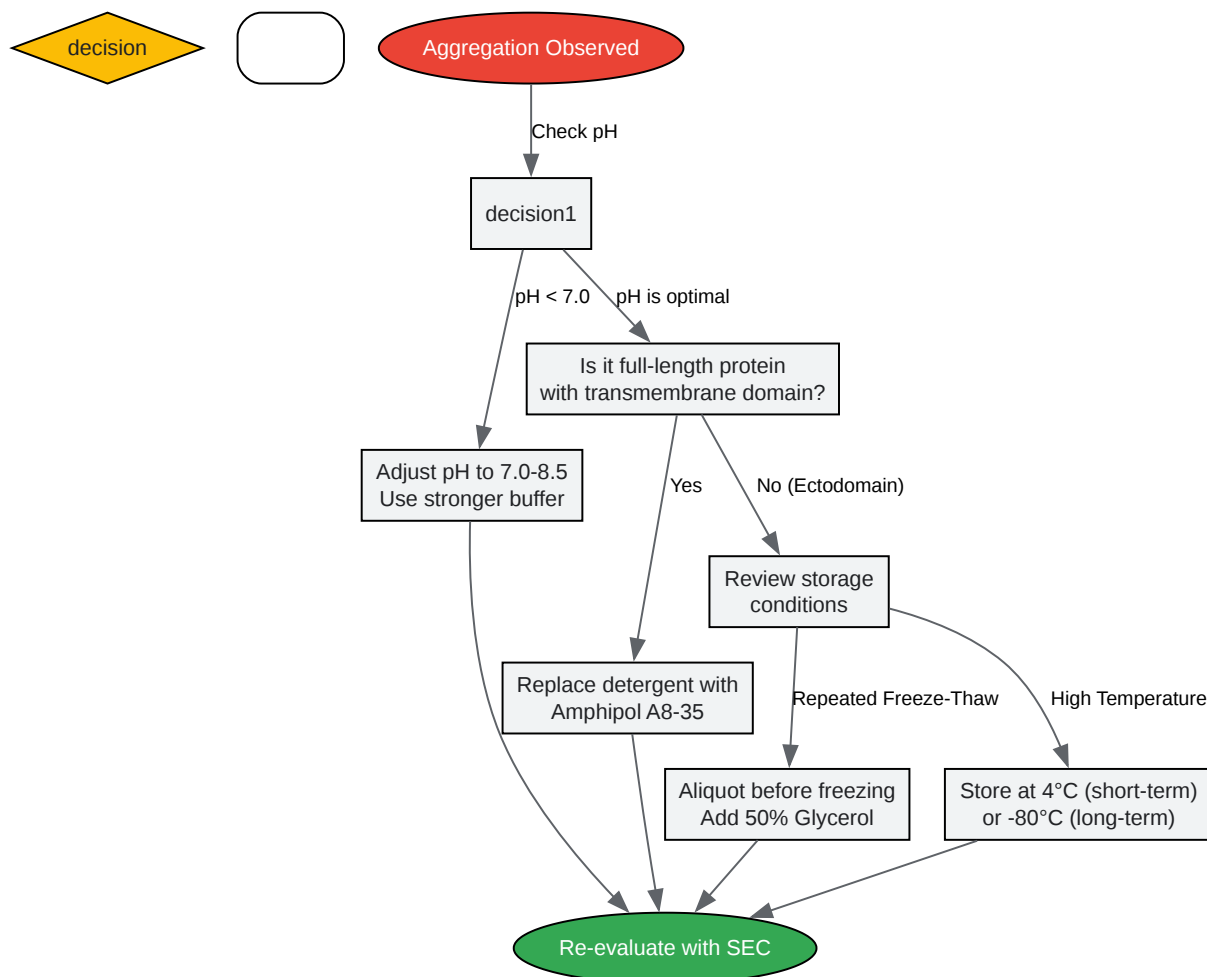 decision
Aggregation Observed
Check pH
decision1
pH < 7.0
pH is optimal
Is it full-length protein
with transmembrane domain?
Adjust pH to 7.0-8.5
Use stronger buffer
Yes
No (Ectodomain)
Review storage
conditions
Replace detergent with
Amphipol A8-35
Repeated Freeze-Thaw
High Temperature
Aliquot before freezing
Add 50% Glycerol
Store at 4°C (short-term)
or -80°C (long-term)
Re-evaluate with SEC